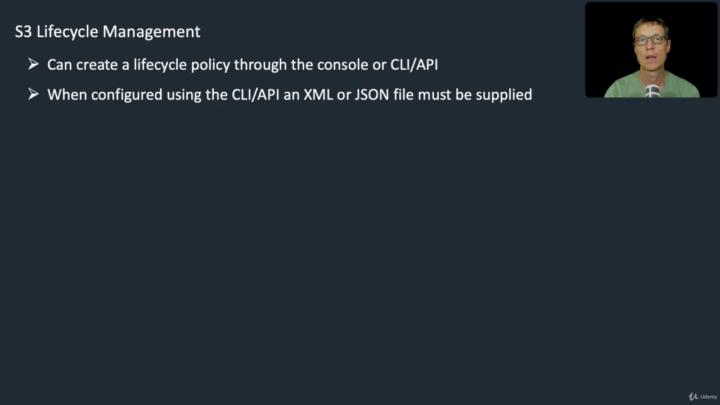 S3 Lifecycle Management
➢ Can create a lifecycle policy through the console or CLI/API
➢ When configured using the CLI/API an XML or JSON file must be supplied
Udemy